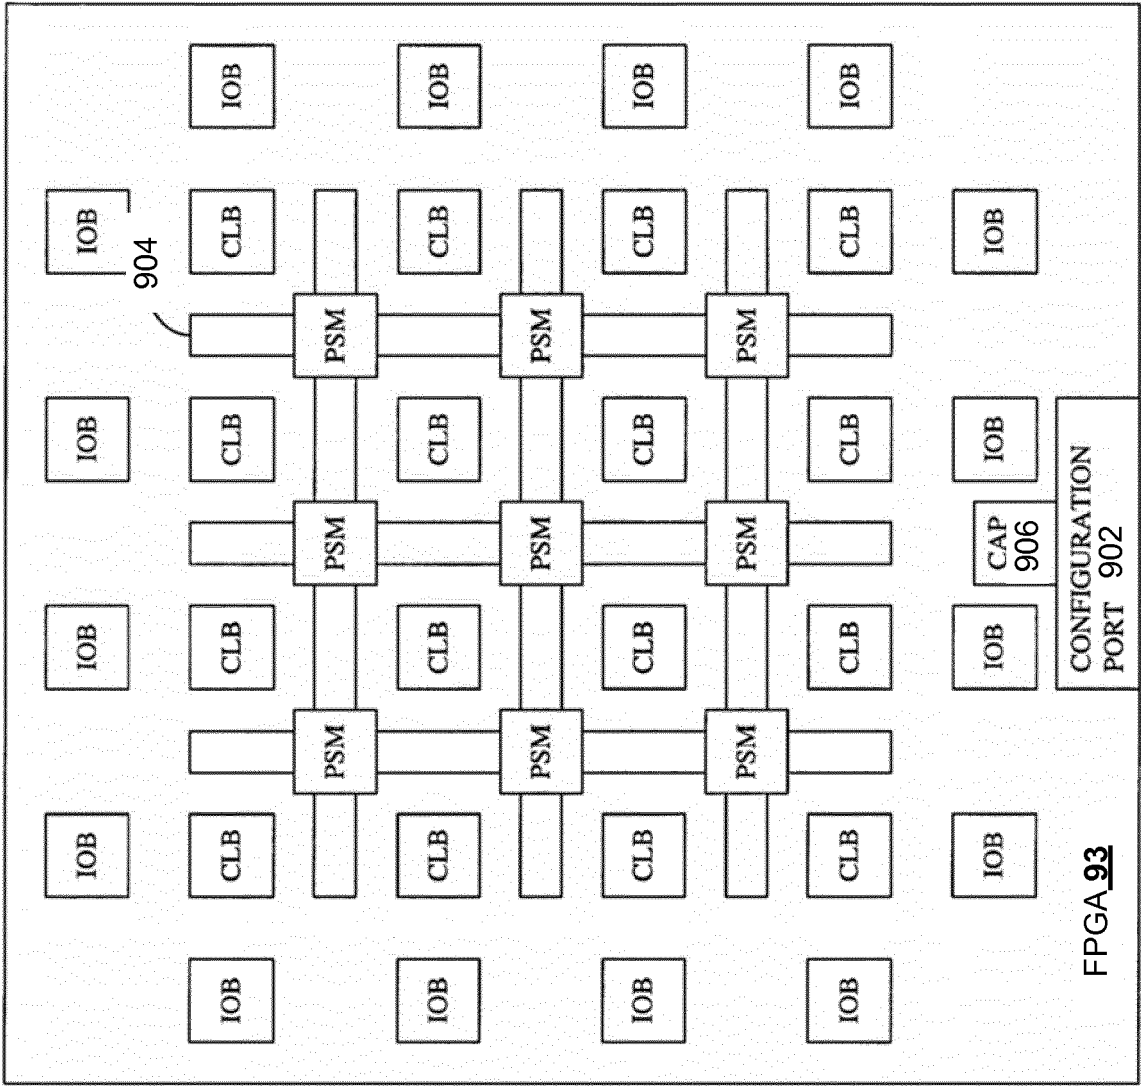 IOB IOB IOB IOB
904
IOB CLB CLB CLB CLB IOB
PSM PSM PSM
IOB CLB CLB CLB CLB IOB
PSM PSM PSM
IOB CLB CLB CLB CLB IOB
PSM PSM PSM
IOB CLB CLB CLB CLB IOB
IOB IOB IOB IOB
CAP
906
CONFIGURATION
PORT 902
FPGA 93